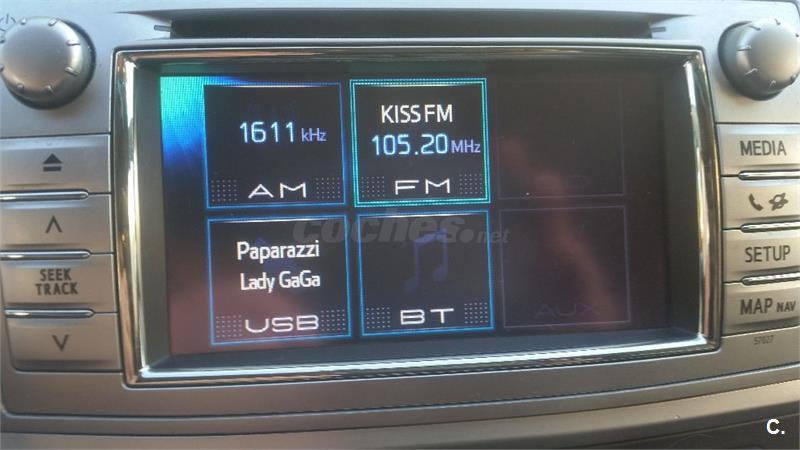 1611 kHz
AM
KISS FM
105.20 MHz
FM
Paparazzi
Lady GaGa
USB
BT
AUX
SEEK
TRACK
MEDIA
SETUP
MAP NAV
57027
coches.net
C.